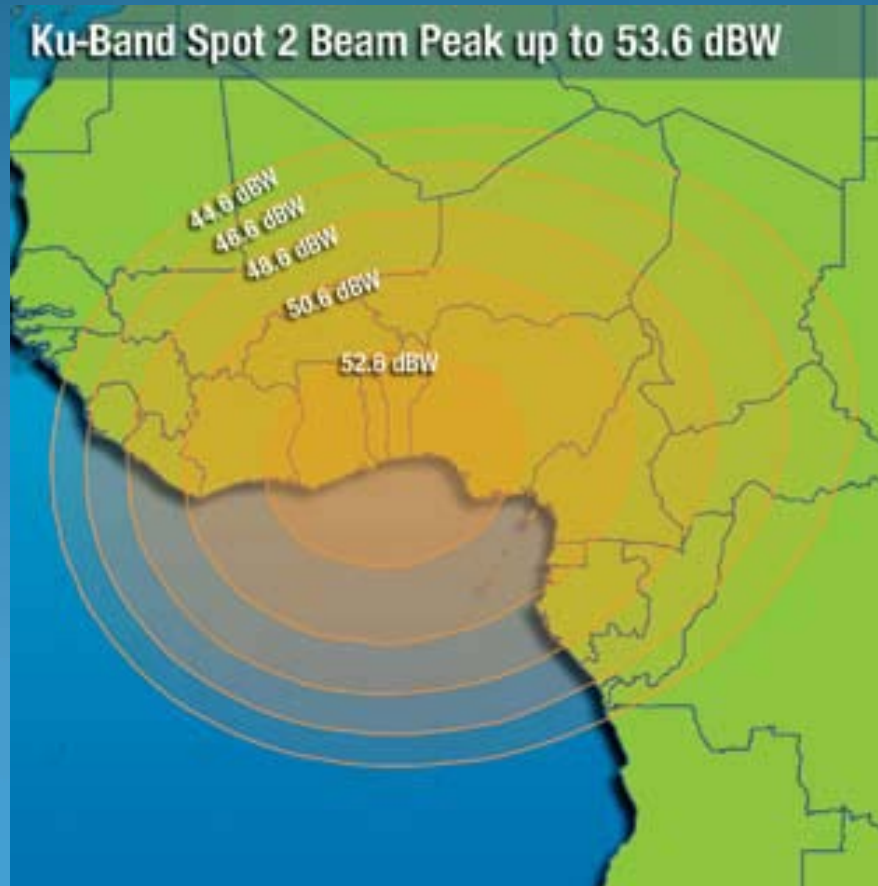 Ku-Band Spot 2 Beam Peak up to 53.6 dBW
44.6 dBW
46.6 dBW
48.6 dBW
50.6 dBW
52.6 dBW